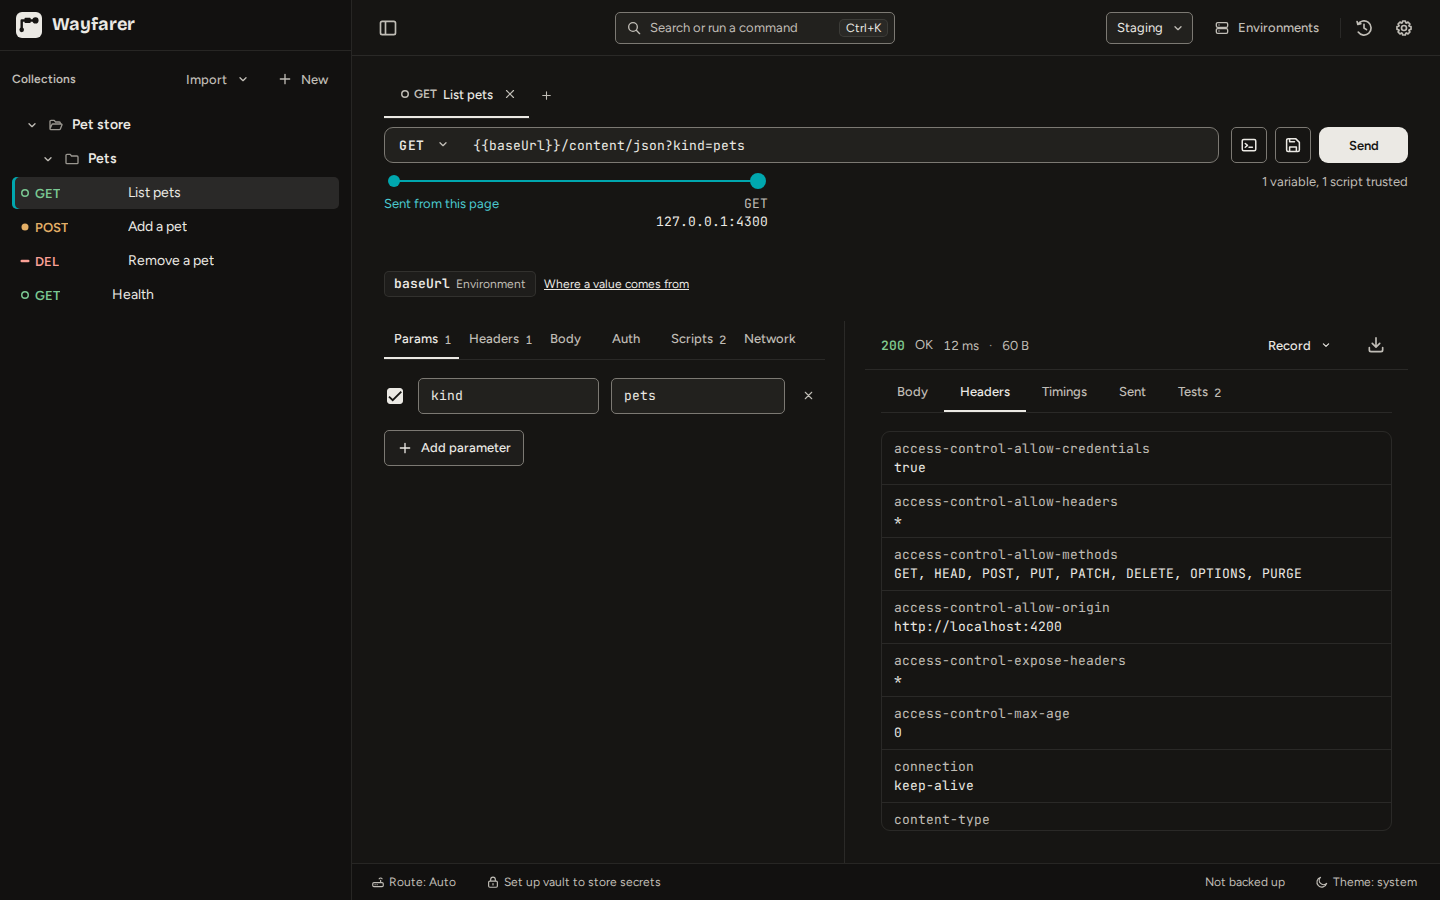 Wayfarer
Search or run a command
Ctrl+K
Staging
Environments
Collections
Import
New
Pet store
Pets
GET List pets
POST Add a pet
DEL Remove a pet
GET Health
GET List pets
GET {{baseUrl}}/content/json?kind=pets
Send
1 variable, 1 script trusted
Sent from this page
GET
127.0.0.1:4300
baseUrl Environment
Where a value comes from
Params 1
Headers 1
Body
Auth
Scripts 2
Network
kind
pets
Add parameter
200 OK 12 ms · 60 B
Record
Body
Headers
Timings
Sent
Tests 2
access-control-allow-credentials
true
access-control-allow-headers
*
access-control-allow-methods
GET, HEAD, POST, PUT, PATCH, DELETE, OPTIONS, PURGE
access-control-allow-origin
http://localhost:4200
access-control-expose-headers
*
access-control-max-age
0
connection
keep-alive
content-type
Route: Auto
Set up vault to store secrets
Not backed up
Theme: system